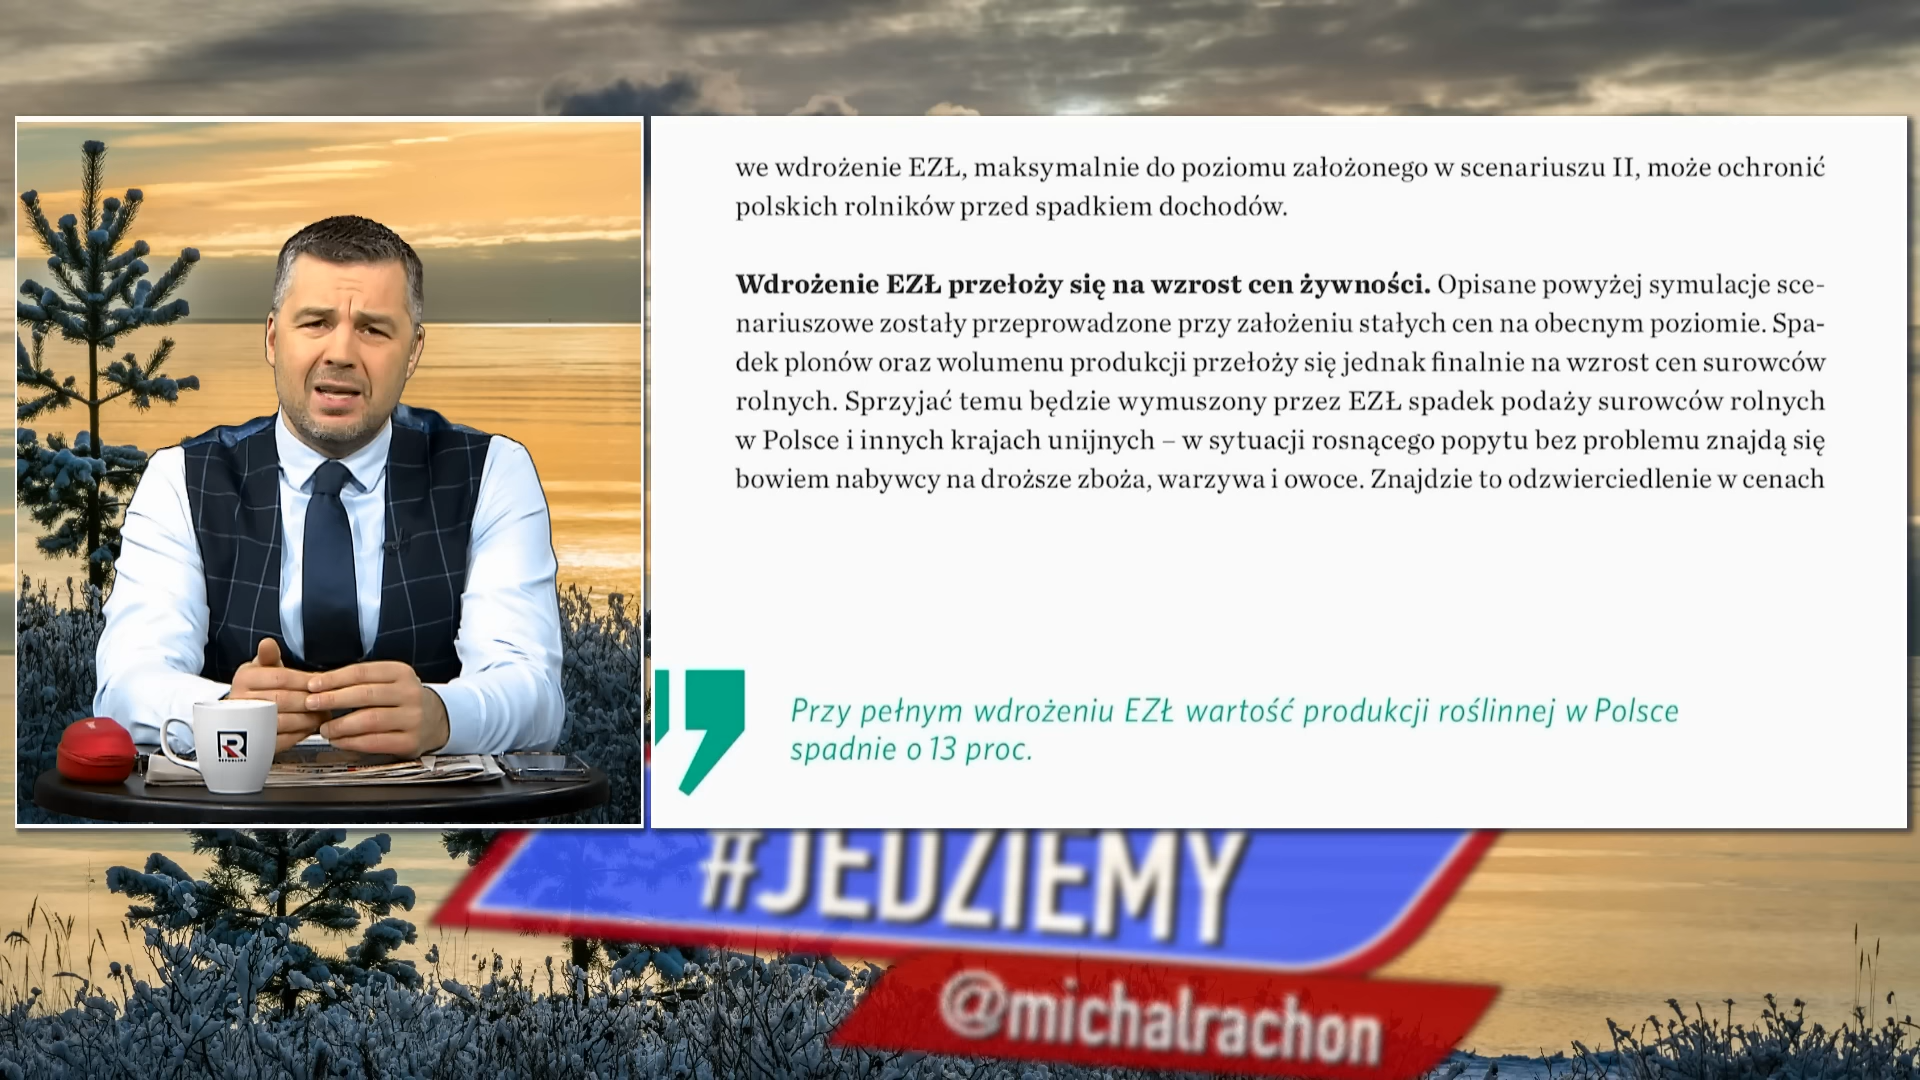 we wdrożenie EZŁ, maksymalnie do poziomu założonego w scenariuszu II, może ochronić
polskich rolników przed spadkiem dochodów.
Wdrożenie EZŁ przełoży się na wzrost cen żywności. Opisane powyżej symulacje sce-
nariuszowe zostały przeprowadzone przy założeniu stałych cen na obecnym poziomie. Spa-
dek plonów oraz wolumenu produkcji przełoży się jednak finalnie na wzrost cen surowców
rolnych. Sprzyjać temu będzie wymuszony przez EZŁ spadek podaży surowców rolnych
w Polsce i innych krajach unijnych – w sytuacji rosnącego popytu bez problemu znajdą się
bowiem nabywcy na droższe zboża, warzywa i owoce. Znajdzie to odzwierciedlenie w cenach
Przy pełnym wdrożeniu EZŁ wartość produkcji roślinnej w Polsce
spadnie o 13 proc.
R
REPUBLIKA
#JEDZIEMY
@michalrachon